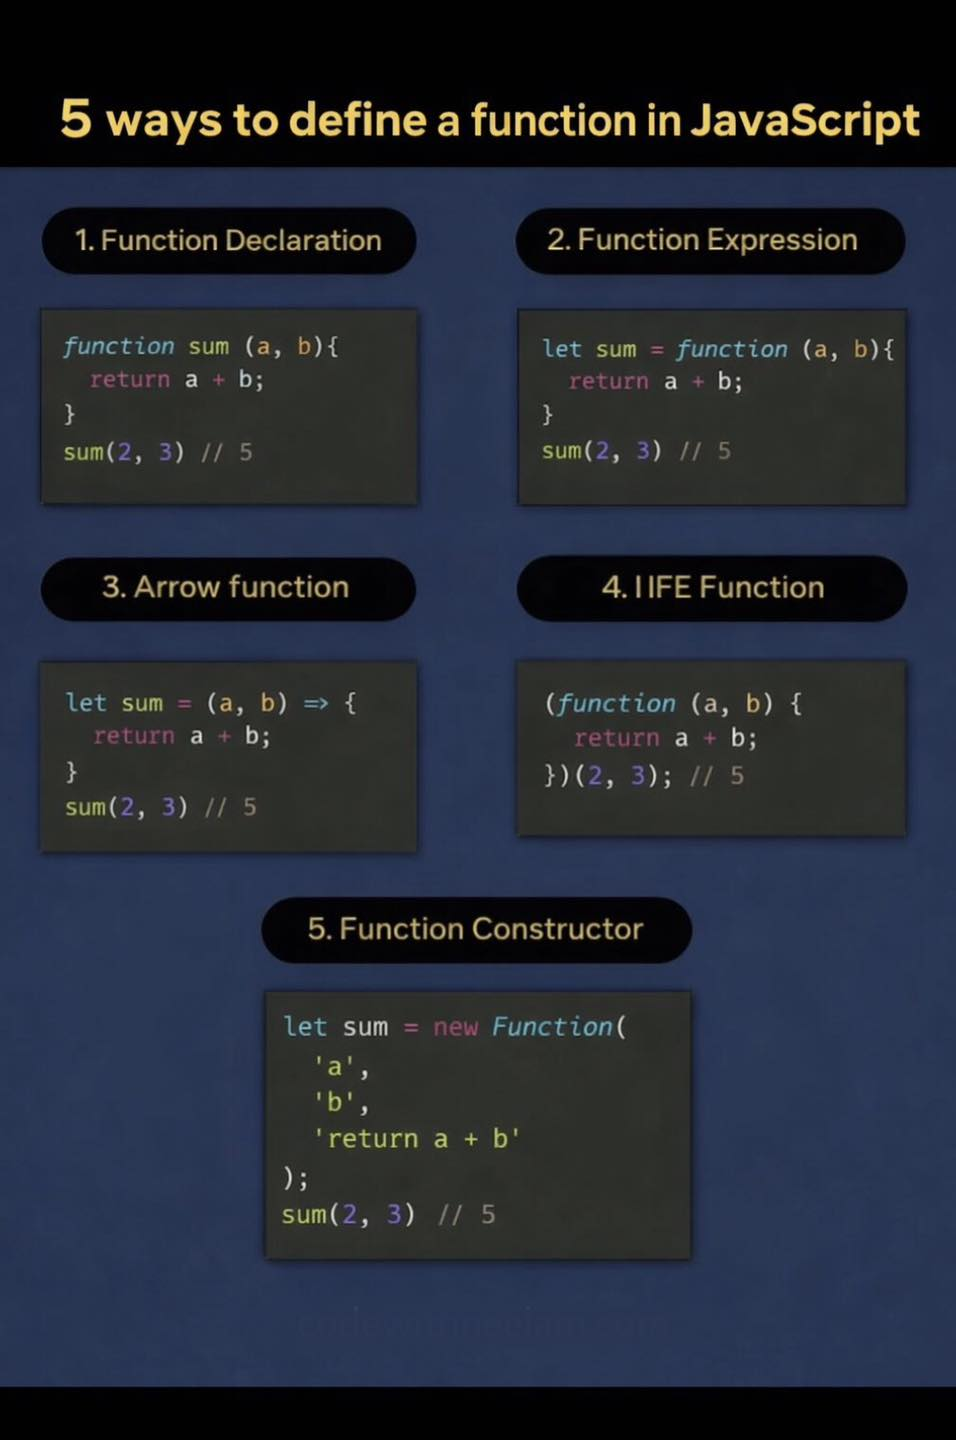 5 ways to define a function in JavaScript
1. Function Declaration
function sum (a, b){
return a + b;
}
sum(2, 3) // 5
2. Function Expression
let sum = function (a, b){
return a + b;
}
sum(2, 3) // 5
3. Arrow function
let sum = (a, b) => {
return a + b;
}
sum(2, 3) // 5
4. IIFE Function
(function (a, b) {
return a + b;
})(2, 3); // 5
5. Function Constructor
let sum = new Function(
'a',
'b',
'return a + b'
);
sum(2, 3) // 5